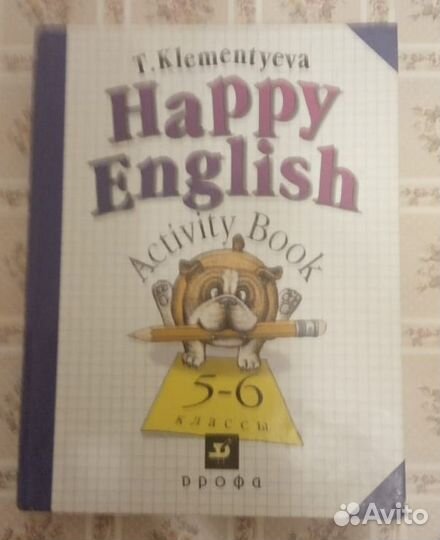 T. Klementyeva
Happy
English
Activity Book
5-6
классы
дрофа
Avito